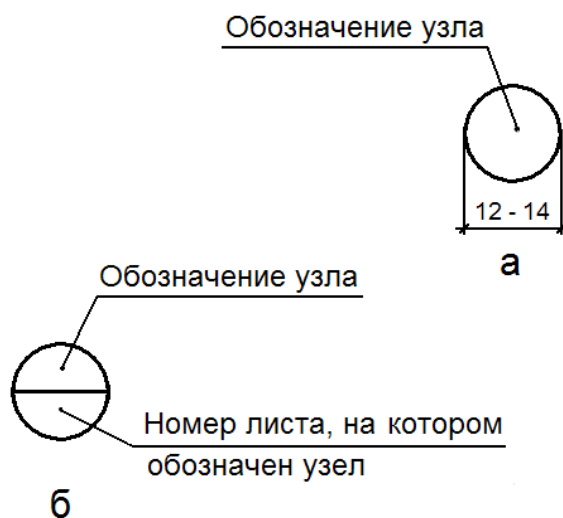 Обозначение узла
12 - 14
а
Обозначение узла
Номер листа, на котором
обозначен узел
б